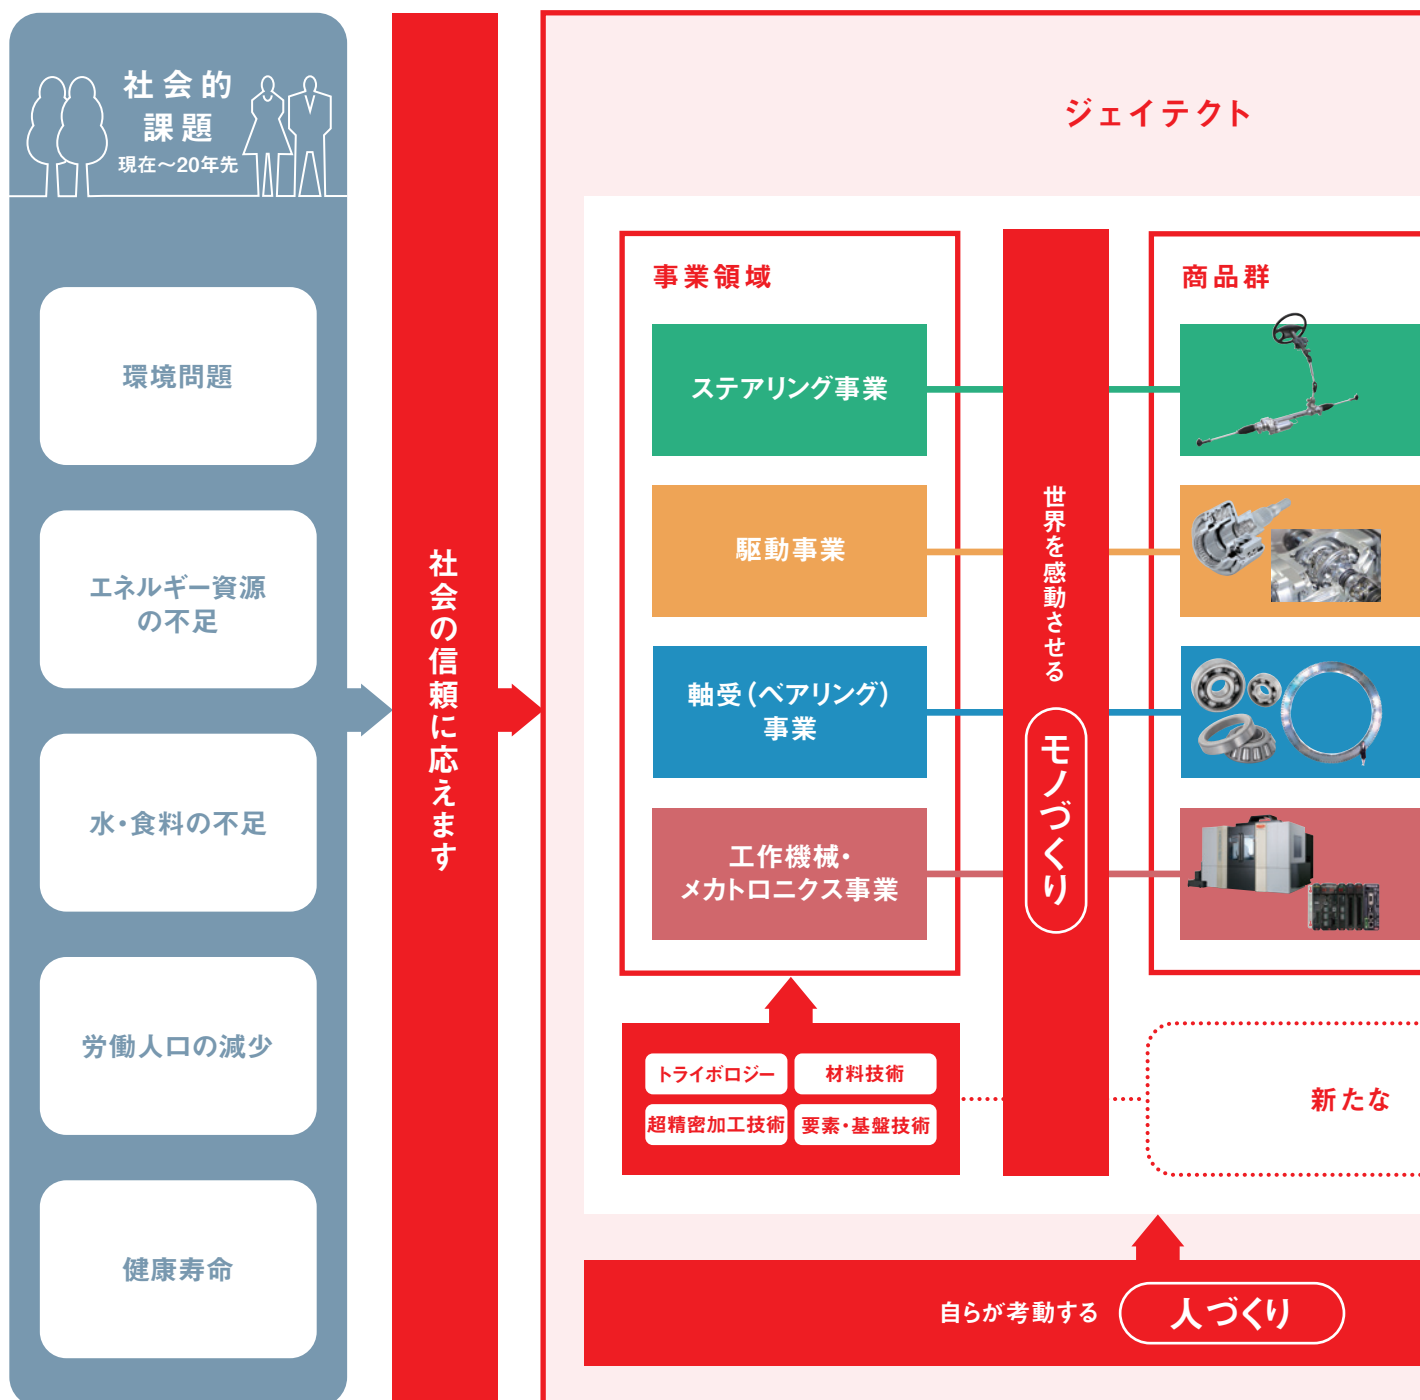 社会的
課題
現在～20年先
環境問題
エネルギー資源
の不足
水・食料の不足
労働人口の減少
健康寿命
社会の信頼に応えます
ジェイテクト
事業領域
ステアリング事業
駆動事業
軸受（ベアリング）
事業
工作機械・
メカトロニクス事業
トライボロジー
材料技術
超精密加工技術
要素・基盤技術
世界を感動させる
モノづくり
商品群
新たな
自らが考動する
人づくり